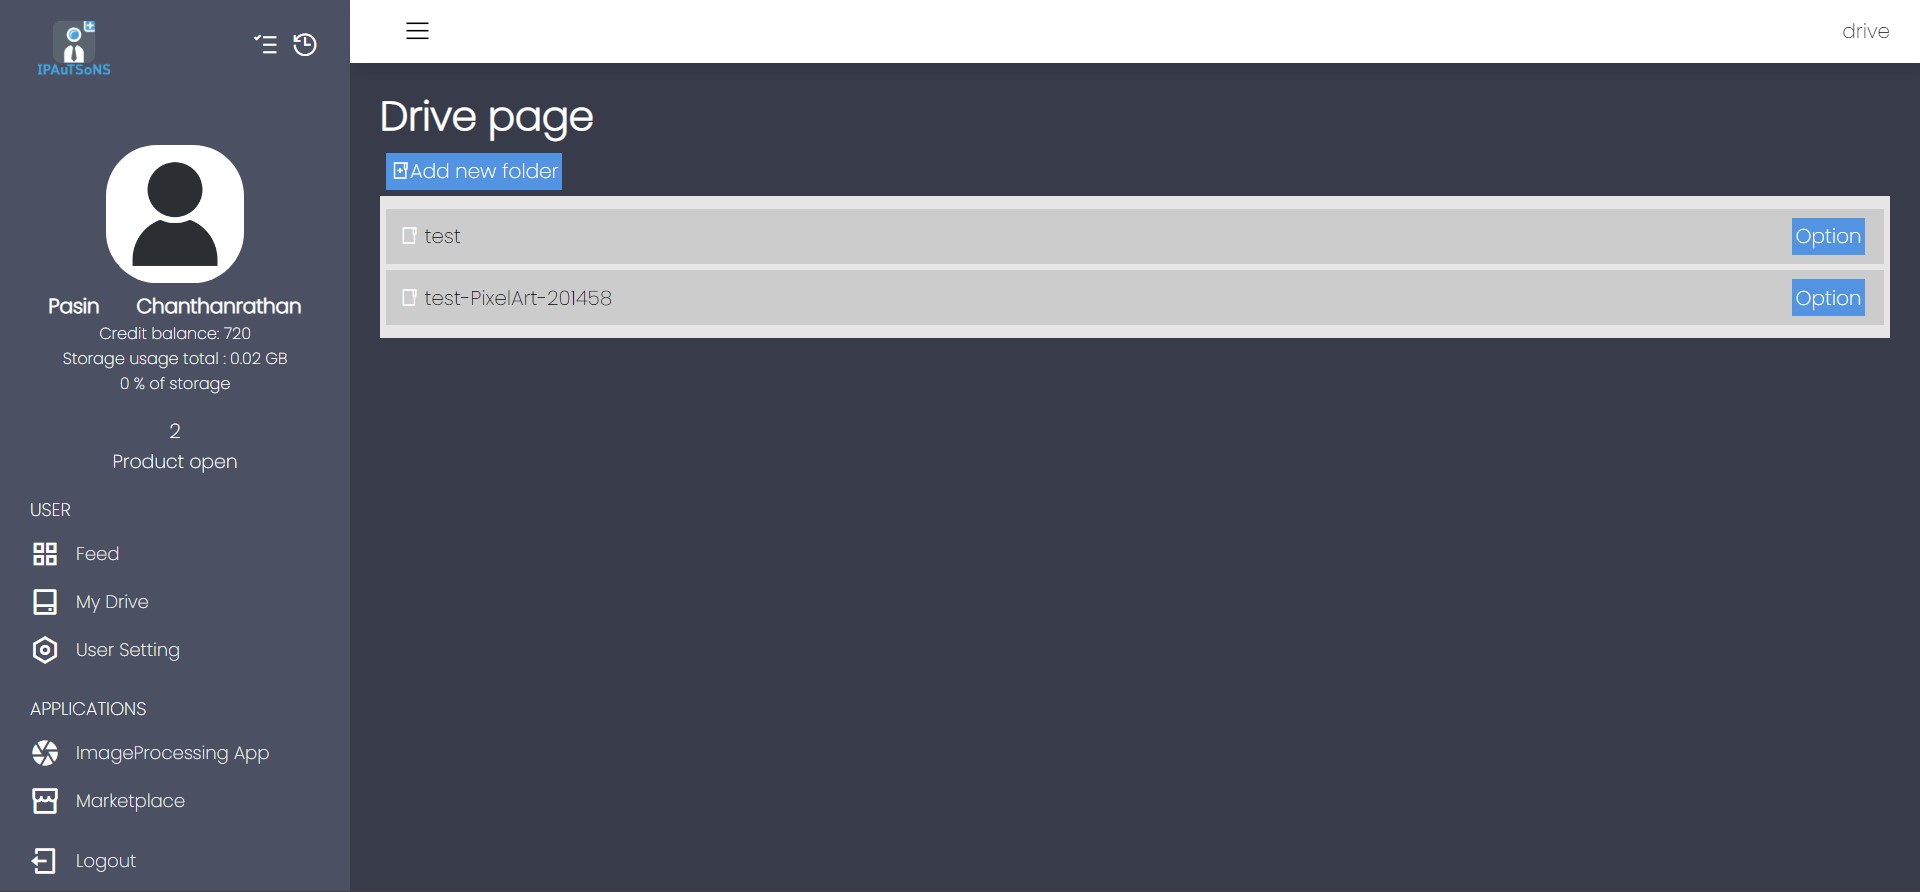 IPAuTSoNS
drive
Pasin Chanthanrathan
Credit balance: 720
Storage usage total : 0.02 GB
0 % of storage
2
Product open
USER
Feed
My Drive
User Setting
APPLICATIONS
ImageProcessing App
Marketplace
Logout
Drive page
Add new folder
test Option
test-PixelArt-201458 Option